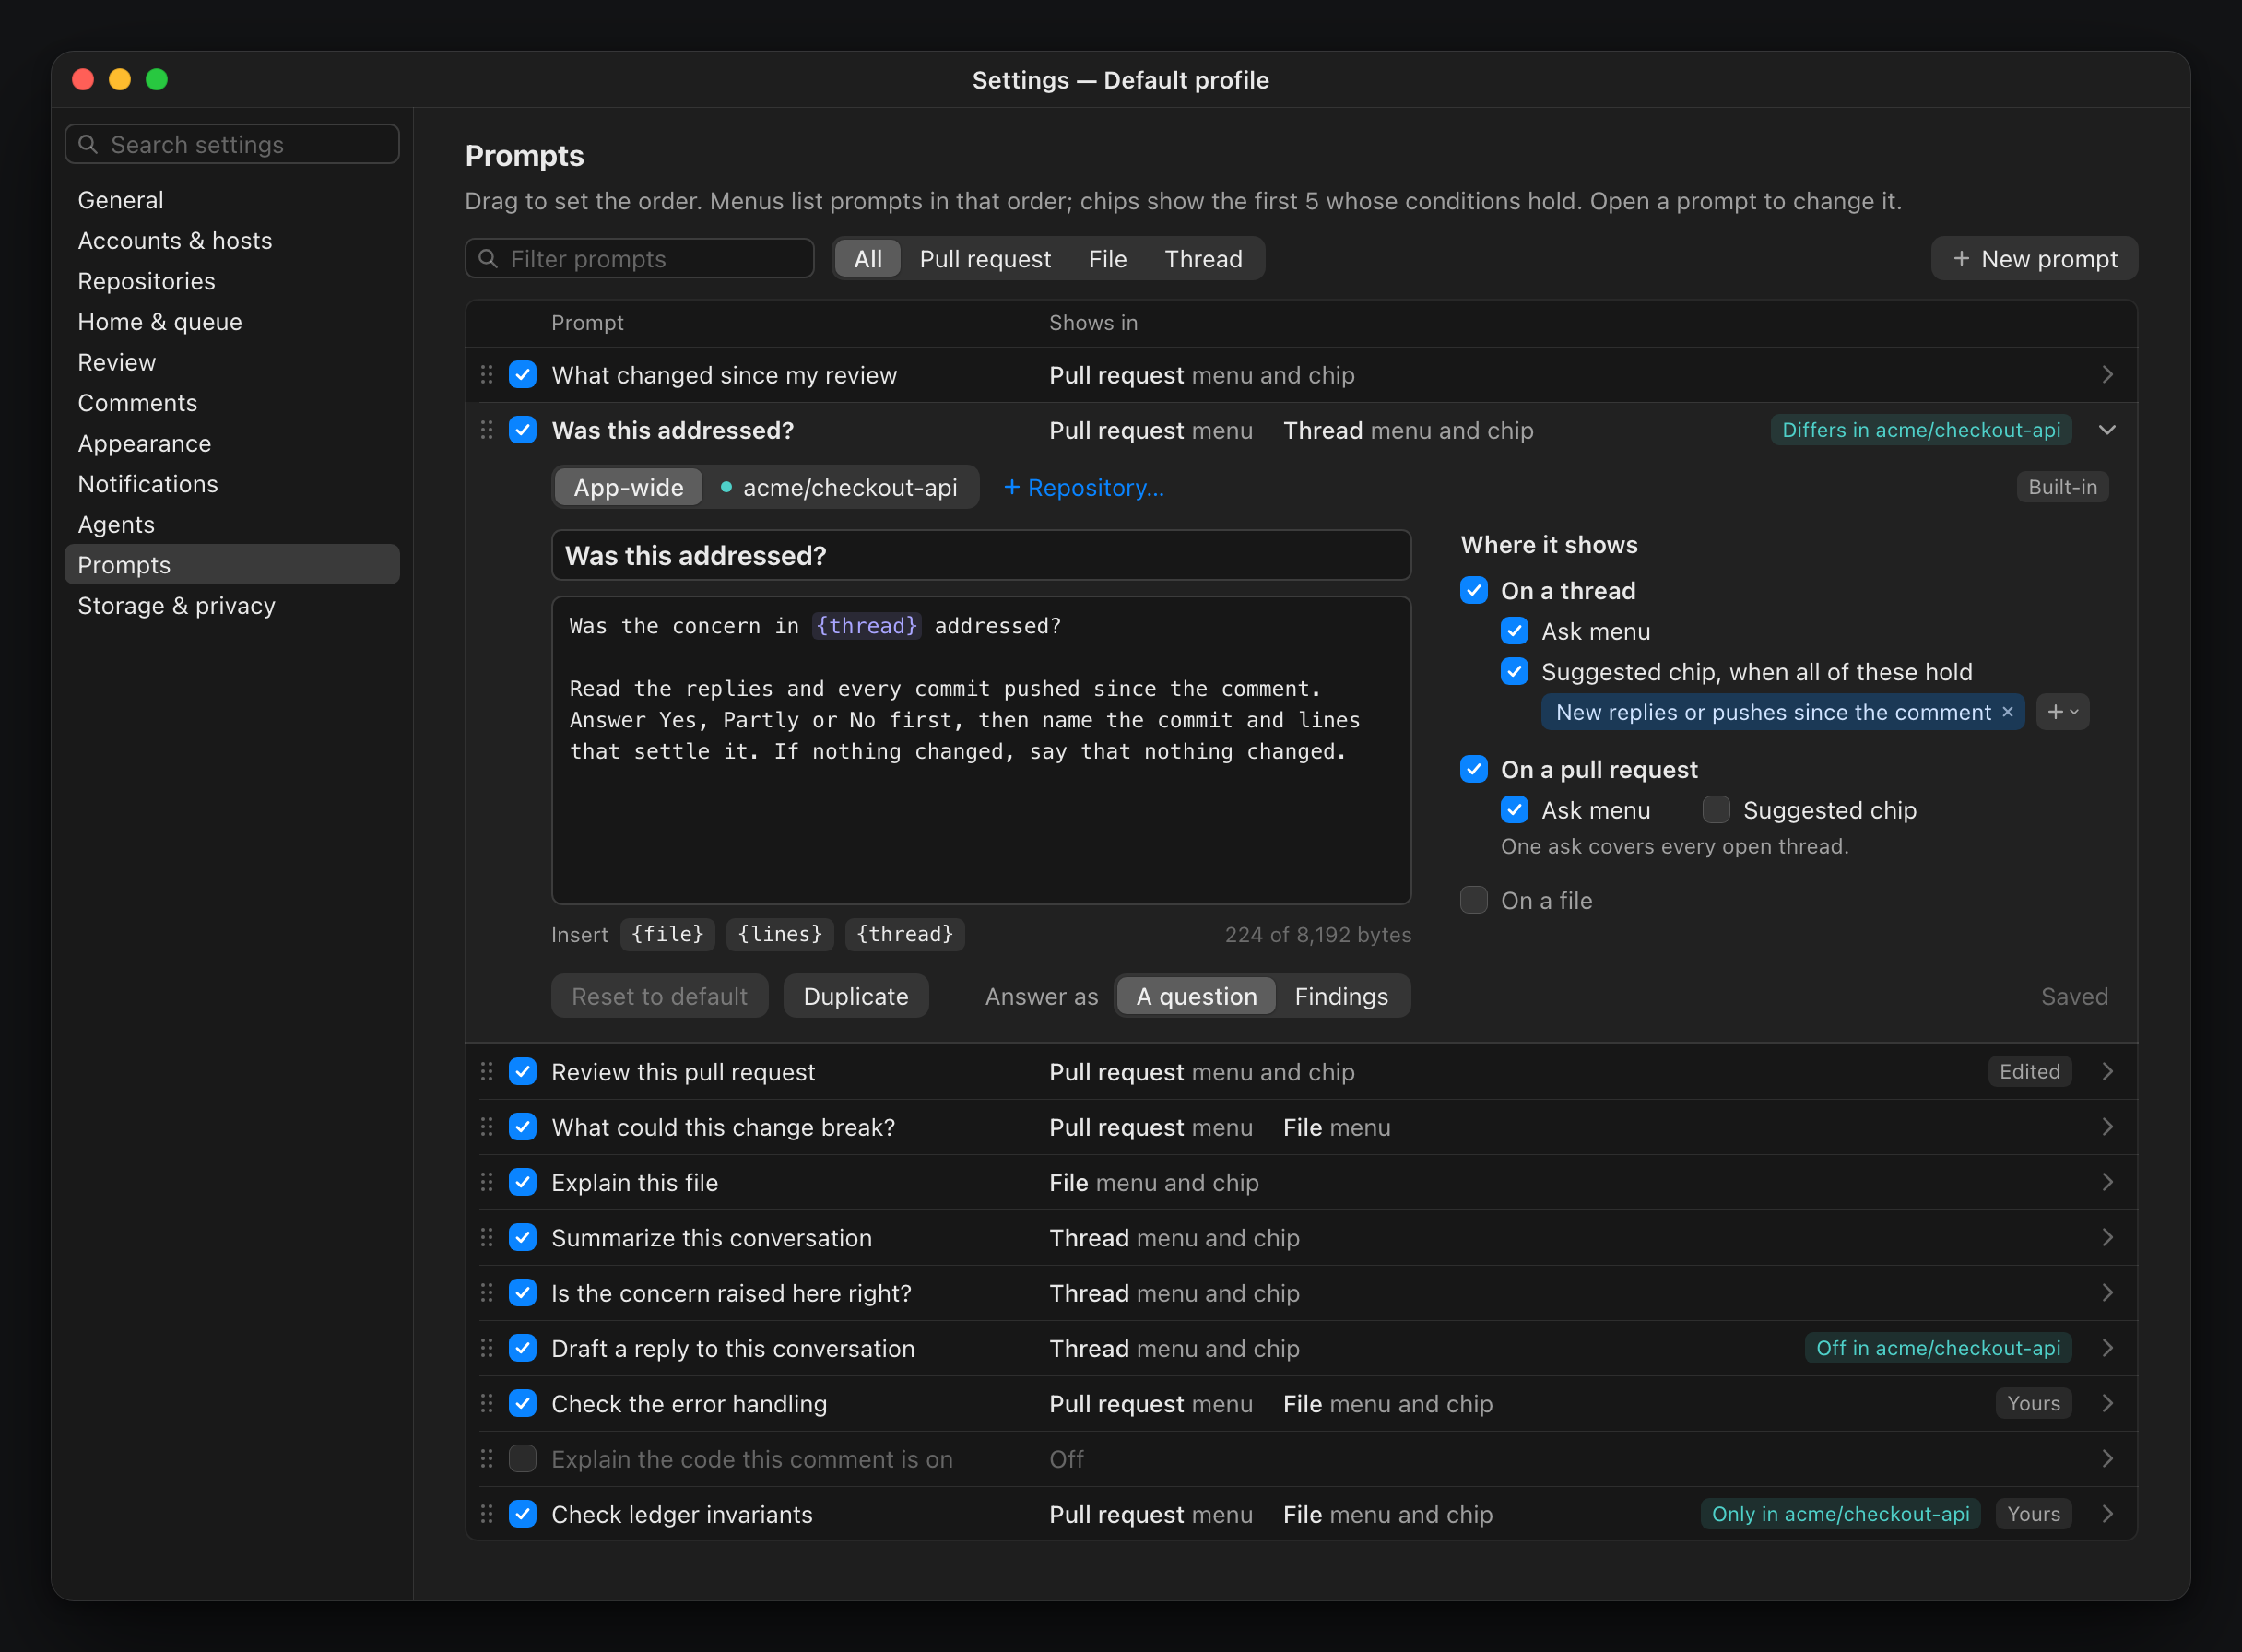 Settings — Default profile
Search settings
General
Accounts & hosts
Repositories
Home & queue
Review
Comments
Appearance
Notifications
Agents
Prompts
Storage & privacy
Prompts
Drag to set the order. Menus list prompts in that order; chips show the first 5 whose conditions hold. Open a prompt to change it.
Filter prompts All Pull request File Thread + New prompt
Prompt Shows in
What changed since my review Pull request menu and chip
Was this addressed? Pull request menu Thread menu and chip Differs in acme/checkout-api
App-wide acme/checkout-api + Repository... Built-in
Was this addressed?
Was the concern in {thread} addressed?
Read the replies and every commit pushed since the comment.
Answer Yes, Partly or No first, then name the commit and lines
that settle it. If nothing changed, say that nothing changed.
Insert {file} {lines} {thread} 224 of 8,192 bytes
Where it shows
On a thread
Ask menu
Suggested chip, when all of these hold
New replies or pushes since the comment × +
On a pull request
Ask menu Suggested chip
One ask covers every open thread.
On a file
Reset to default Duplicate Answer as A question Findings Saved
Review this pull request Pull request menu and chip Edited
What could this change break? Pull request menu File menu
Explain this file File menu and chip
Summarize this conversation Thread menu and chip
Is the concern raised here right? Thread menu and chip
Draft a reply to this conversation Thread menu and chip Off in acme/checkout-api
Check the error handling Pull request menu File menu and chip Yours
Explain the code this comment is on Off
Check ledger invariants Pull request menu File menu and chip Only in acme/checkout-api Yours